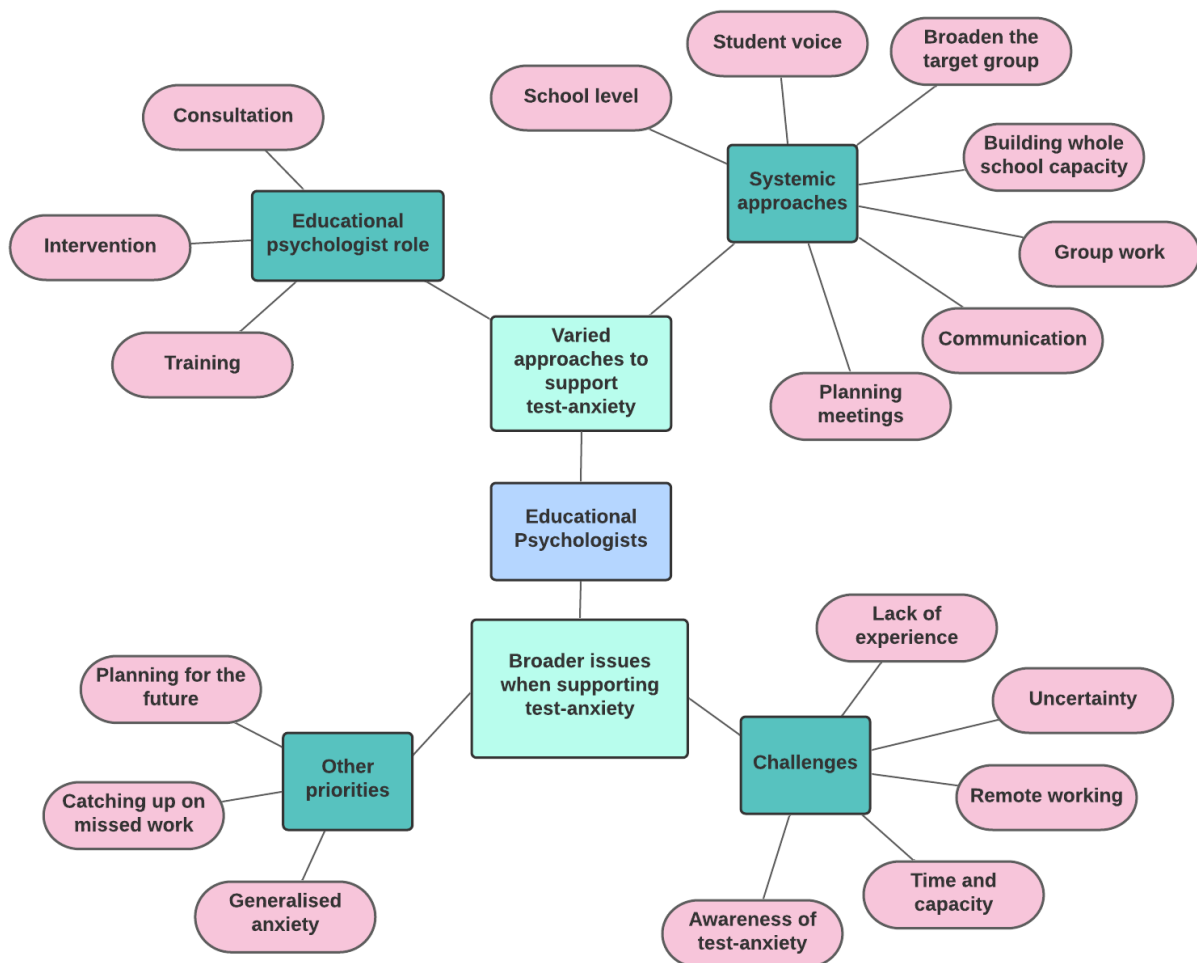 Student voice
Broaden the
target group
School level
Consultation
Building whole
school capacity
Systemic
approaches
Educational
psychologist role
Intervention
Group work
Varied
approaches to
support
test-anxiety
Communication
Training
Planning
meetings
Educational
Psychologists
Lack of
experience
Broader issues
when supporting
test-anxiety
Planning for the
future
Uncertainty
Other
priorities
Challenges
Catching up on
missed work
Remote working
Generalised
anxiety
Time and
capacity
Awareness of
test-anxiety